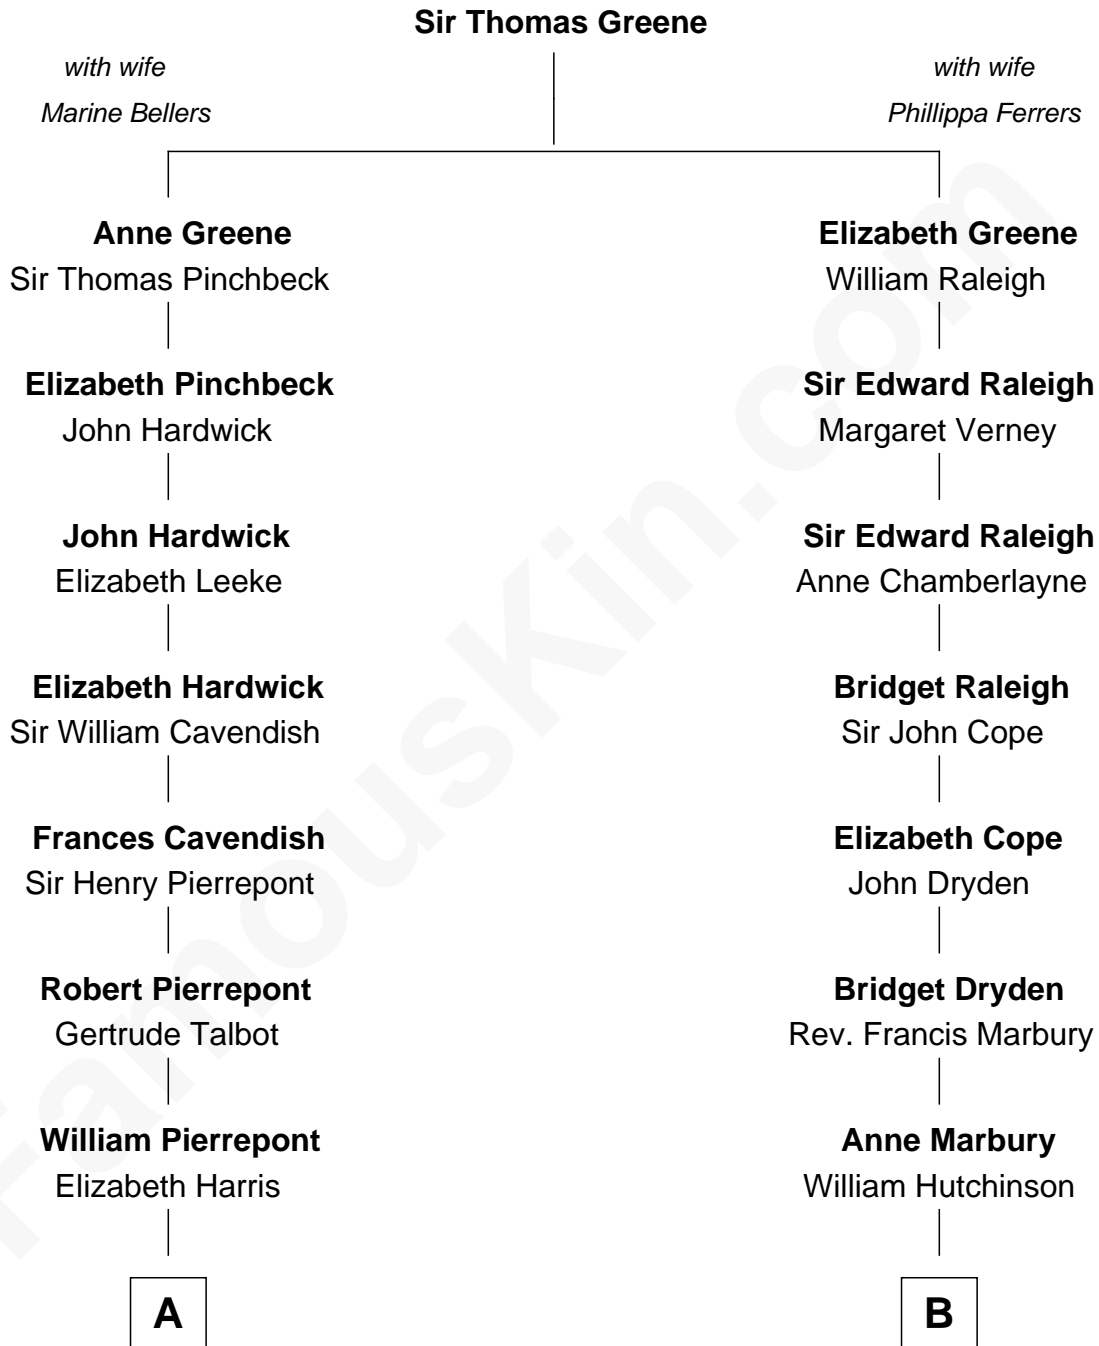 Sir Thomas Greene
with wife
Marine Bellers
with wife
Phillippa Ferrers
Anne Greene
Sir Thomas Pinchbeck
Elizabeth Pinchbeck
John Hardwick
John Hardwick
Elizabeth Leeke
Elizabeth Hardwick
Sir William Cavendish
Frances Cavendish
Sir Henry Pierrepont
Robert Pierrepont
Gertrude Talbot
William Pierrepont
Elizabeth Harris
A
Elizabeth Greene
William Raleigh
Sir Edward Raleigh
Margaret Verney
Sir Edward Raleigh
Anne Chamberlayne
Bridget Raleigh
Sir John Cope
Elizabeth Cope
John Dryden
Bridget Dryden
Rev. Francis Marbury
Anne Marbury
William Hutchinson
B
FamousKin.com